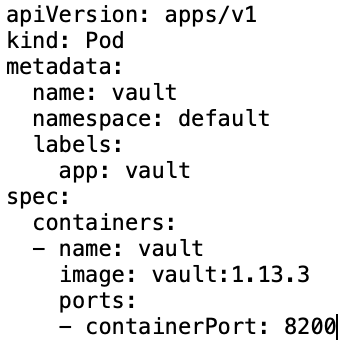 apiVersion: apps/v1
kind: Pod
metadata:
  name: vault
  namespace: default
  labels:
    app: vault
spec:
  containers:
  - name: vault
    image: vault:1.13.3
    ports:
    - containerPort: 8200